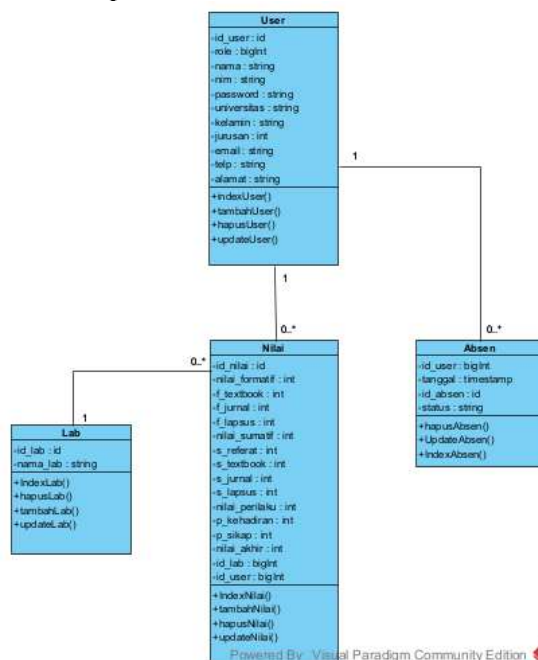 User
-id_user : id
-role : bigInt
-nama : string
-nim : string
-password : string
-universitas : string
-kelamin : string
-jurusan : int
-email : string
-telp : string
-alamat : string
+indexUser()
+tambahUser()
+hapusUser()
+updateUser()
1
1
0..*
0..*
0..*
1
Nilai
-id_nilai : id
-nilai_formatif : int
-f_textbook : int
-f_jurnal : int
-f_lapsus : int
-nilai_sumatif : int
-s_referat : int
-s_textbook : int
-s_jurnal : int
-s_lapsus : int
-nilai_perilaku : int
-p_kehadiran : int
-p_sikap : int
-nilai_akhir : int
-id_lab : bigInt
-id_user : bigInt
+IndexNilai()
+tambahNilai()
+hapusNilai()
+updateNilai()
Absen
-id_user : bigInt
-tanggal : timestamp
-id_absen : id
-status : string
+hapusAbsen()
+UpdateAbsen()
+IndexAbsen()
Lab
-id_lab : id
-nama_lab : string
+IndexLab()
+hapusLab()
+tambahLab()
+updateLab()
Powered By Visual Paradigm Community Edition